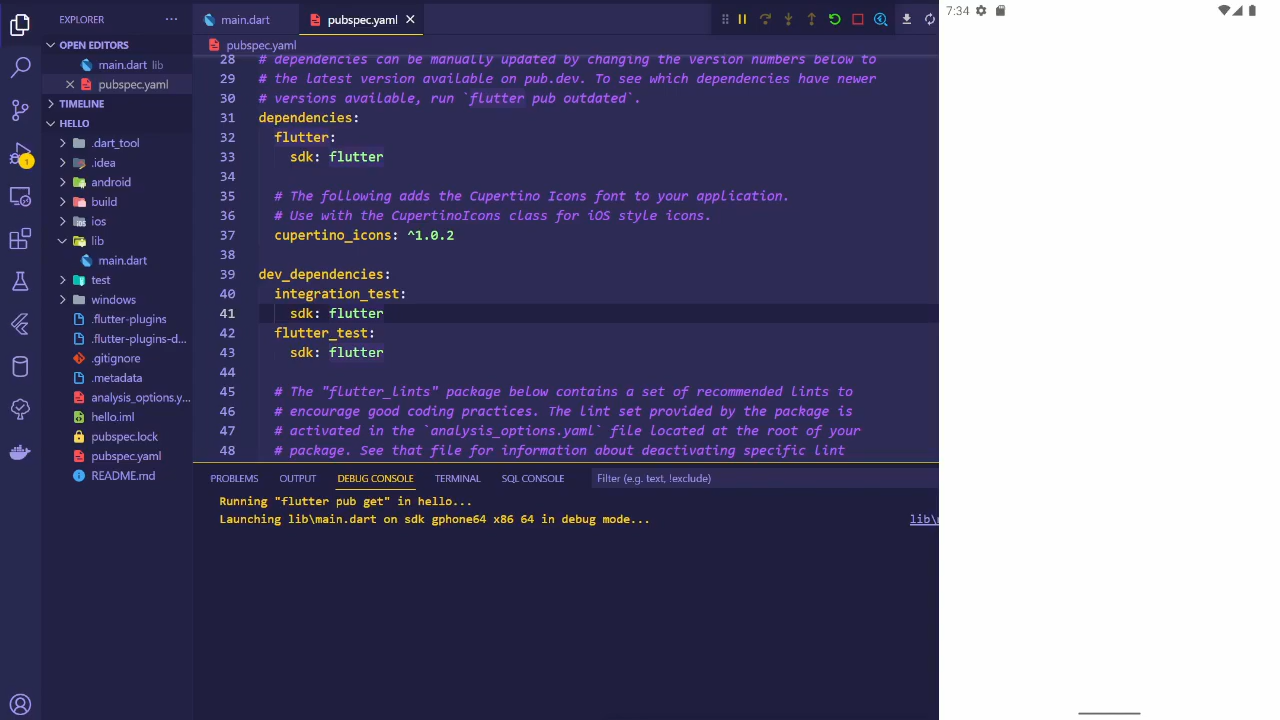 EXPLORER
OPEN EDITORS
main.dart lib
pubspec.yaml
TIMELINE
HELLO
.dart_tool
.idea
android
build
ios
lib
main.dart
test
windows
.flutter-plugins
.flutter-plugins-d...
.gitignore
.metadata
analysis_options.y...
hello.iml
pubspec.lock
pubspec.yaml
README.md
1
main.dart
pubspec.yaml
pubspec.yaml
28 # dependencies can be manually updated by changing the version numbers below to
29 # the latest version available on pub.dev. To see which dependencies have newer
30 # versions available, run `flutter pub outdated`.
31 dependencies:
32 flutter:
33 sdk: flutter
34
35 # The following adds the Cupertino Icons font to your application.
36 # Use with the CupertinoIcons class for iOS style icons.
37 cupertino_icons: ^1.0.2
38
39 dev_dependencies:
40 integration_test:
41 sdk: flutter
42 flutter_test:
43 sdk: flutter
44
45 # The "flutter_lints" package below contains a set of recommended lints to
46 # encourage good coding practices. The lint set provided by the package is
47 # activated in the `analysis_options.yaml` file located at the root of your
48 # package. See that file for information about deactivating specific lint
PROBLEMS OUTPUT DEBUG CONSOLE TERMINAL SQL CONSOLE Filter (e.g. text, !exclude)
Running "flutter pub get" in hello...
Launching lib\main.dart on sdk gphone64 x86 64 in debug mode... lib\
7:34